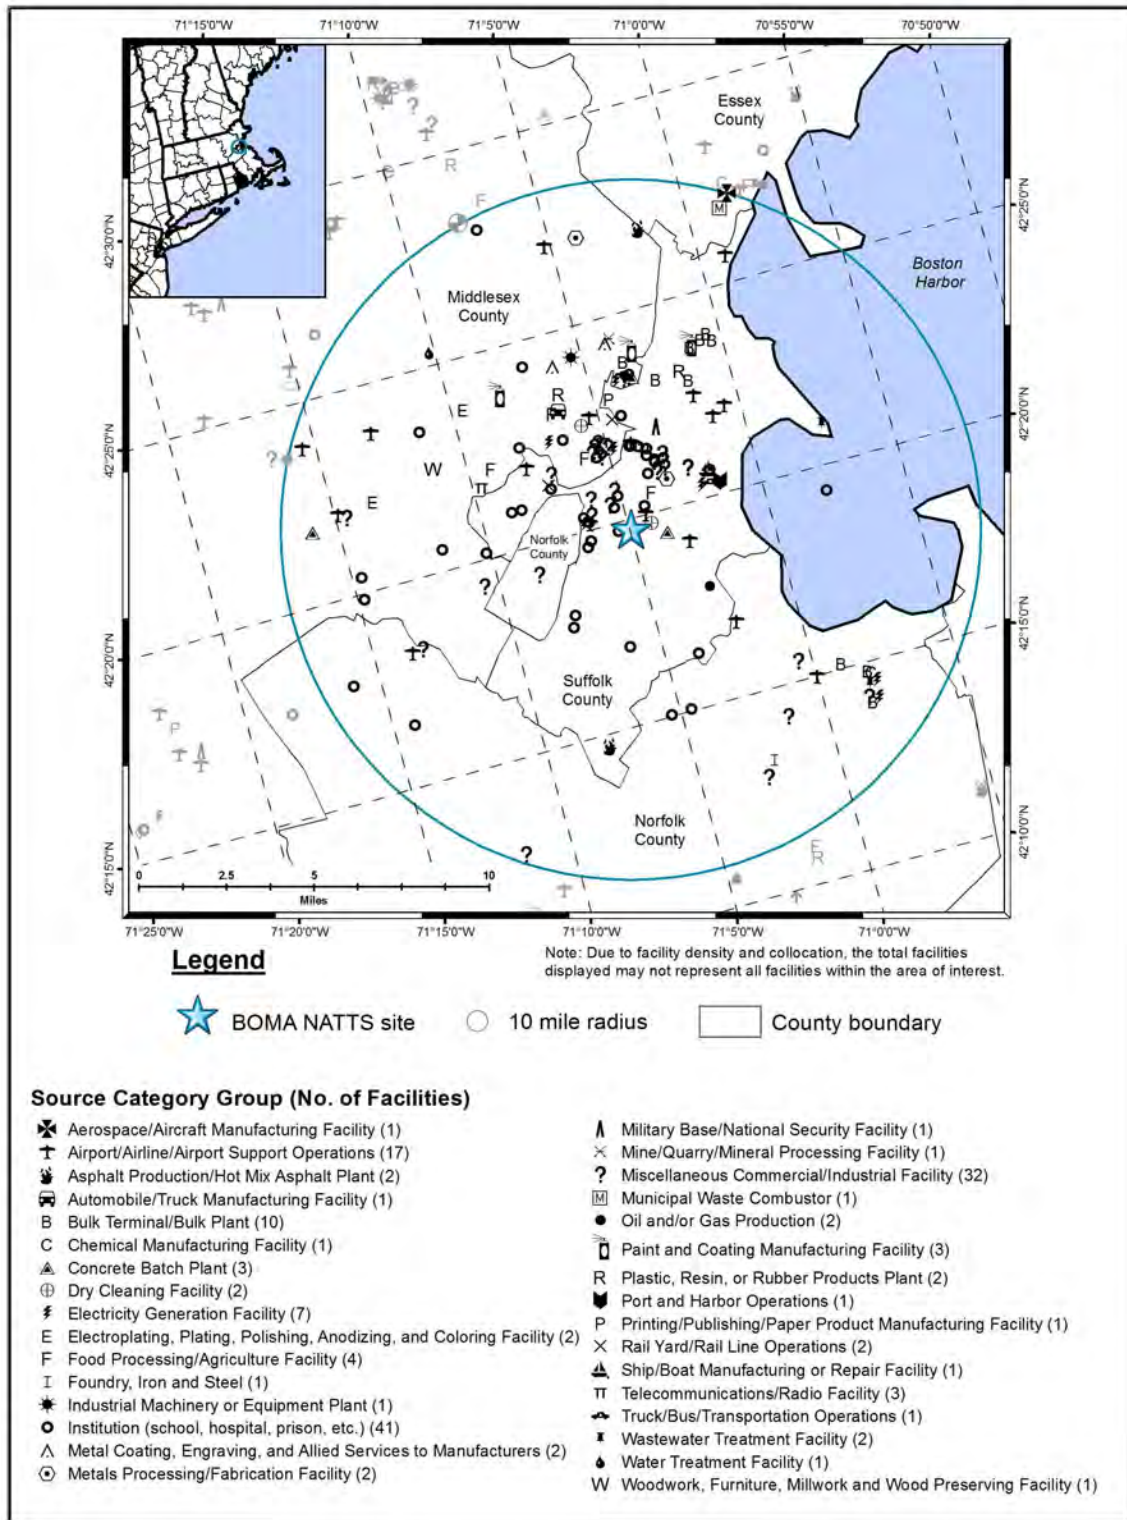 71°15'0"W 71°10'0"W 71°5'0"W 71°0'0"W 70°55'0"W 70°50'0"W
Essex
County
42°25'0"N
42°30'0"N
Boston
Harbor
Middlesex
County
42°20'0"N
42°25'0"N
Norfolk
County
42°15'0"N
42°20'0"N
Suffolk
County
Norfolk
County
42°10'0"N
42°15'0"N
0 2.5 5 10
Miles
71°25'0"W 71°20'0"W 71°15'0"W 71°10'0"W 71°5'0"W 71°0'0"W
Legend
Note: Due to facility density and collocation, the total facilities
displayed may not represent all facilities within the area of interest.
BOMA NATTS site 10 mile radius County boundary
Source Category Group (No. of Facilities)
Aerospace/Aircraft Manufacturing Facility (1)
Airport/Airline/Airport Support Operations (17)
Asphalt Production/Hot Mix Asphalt Plant (2)
Automobile/Truck Manufacturing Facility (1)
B Bulk Terminal/Bulk Plant (10)
C Chemical Manufacturing Facility (1)
Concrete Batch Plant (3)
Dry Cleaning Facility (2)
Electricity Generation Facility (7)
E Electroplating, Plating, Polishing, Anodizing, and Coloring Facility (2)
F Food Processing/Agriculture Facility (4)
I Foundry, Iron and Steel (1)
Industrial Machinery or Equipment Plant (1)
Institution (school, hospital, prison, etc.) (41)
Metal Coating, Engraving, and Allied Services to Manufacturers (2)
Metals Processing/Fabrication Facility (2)
Military Base/National Security Facility (1)
Mine/Quarry/Mineral Processing Facility (1)
? Miscellaneous Commercial/Industrial Facility (32)
M Municipal Waste Combustor (1)
Oil and/or Gas Production (2)
Paint and Coating Manufacturing Facility (3)
R Plastic, Resin, or Rubber Products Plant (2)
Port and Harbor Operations (1)
P Printing/Publishing/Paper Product Manufacturing Facility (1)
Rail Yard/Rail Line Operations (2)
Ship/Boat Manufacturing or Repair Facility (1)
Telecommunications/Radio Facility (3)
Truck/Bus/Transportation Operations (1)
Wastewater Treatment Facility (2)
Water Treatment Facility (1)
W Woodwork, Furniture, Millwork and Wood Preserving Facility (1)